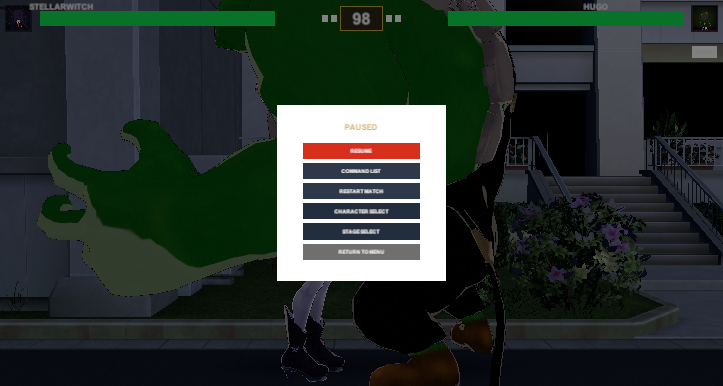 STELLARWITCH
98
HUGO
PAUSED
RESUME
COMMAND LIST
RESTART MATCH
CHARACTER SELECT
STAGE SELECT
RETURN TO MENU